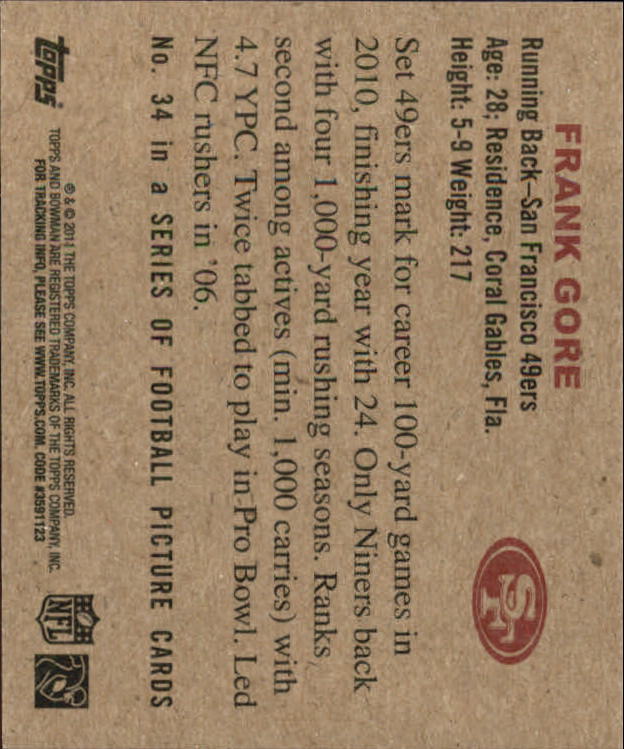 FRANK GORE
Running Back—San Francisco 49ers
Age: 28; Residence, Coral Gables, Fla.
Height: 5-9 Weight: 217
SF
Set 49ers mark for career 100-yard games in
2010, finishing year with 24. Only Niners back
with four 1,000-yard rushing seasons. Ranks
second among actives (min. 1,000 carries) with
4.7 YPC. Twice tabbed to play in Pro Bowl. Led
NFC rushers in '06.
No. 34 in a SERIES OF FOOTBALL PICTURE CARDS
topps
® & © 2011 THE TOPPS COMPANY, INC. ALL RIGHTS RESERVED.
TOPPS AND BOWMAN ARE REGISTERED TRADEMARKS OF THE TOPPS COMPANY, INC.
FOR TRACKING INFO, PLEASE SEE WWW.TOPPS.COM. CODE #3591123
NFL